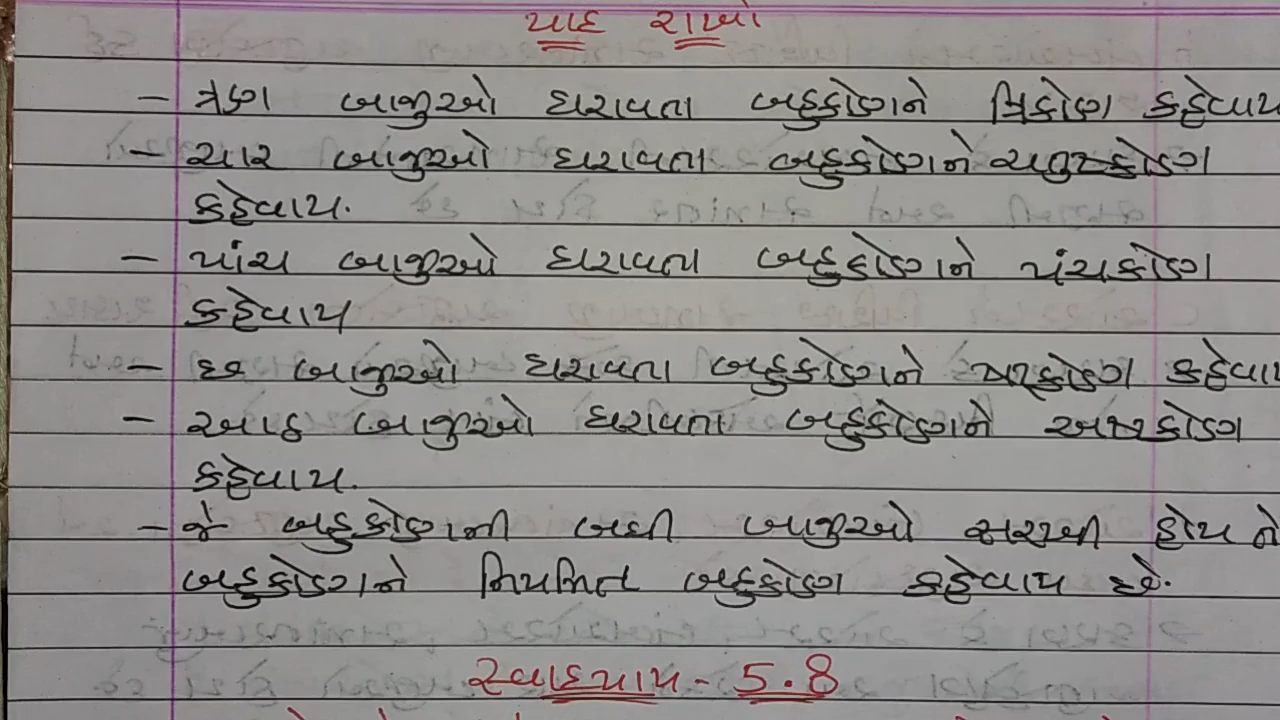 યાદ રાખો
- ત્રણ બાજુઓ ધરાવતા બહુકોણને ત્રિકોણ કહેવાય
- ચાર બાજુઓ ધરાવતા બહુકોણને ચતુષ્કોણ
કહેવાય.
- પાંચ બાજુઓ ધરાવતા બહુકોણને પંચકોણ
કહેવાય
- છ બાજુઓ ધરાવતા બહુકોણને ષટ્કોણ કહેવાય
- આઠ બાજુઓ ધરાવતા બહુકોણને અષ્ટકોણ
કહેવાય.
- જે બહુકોણની બધી બાજુઓ સરખી હોય તે
બહુકોણને નિયમિત બહુકોણ કહેવાય છે.
સ્વાધ્યાય - 5.8